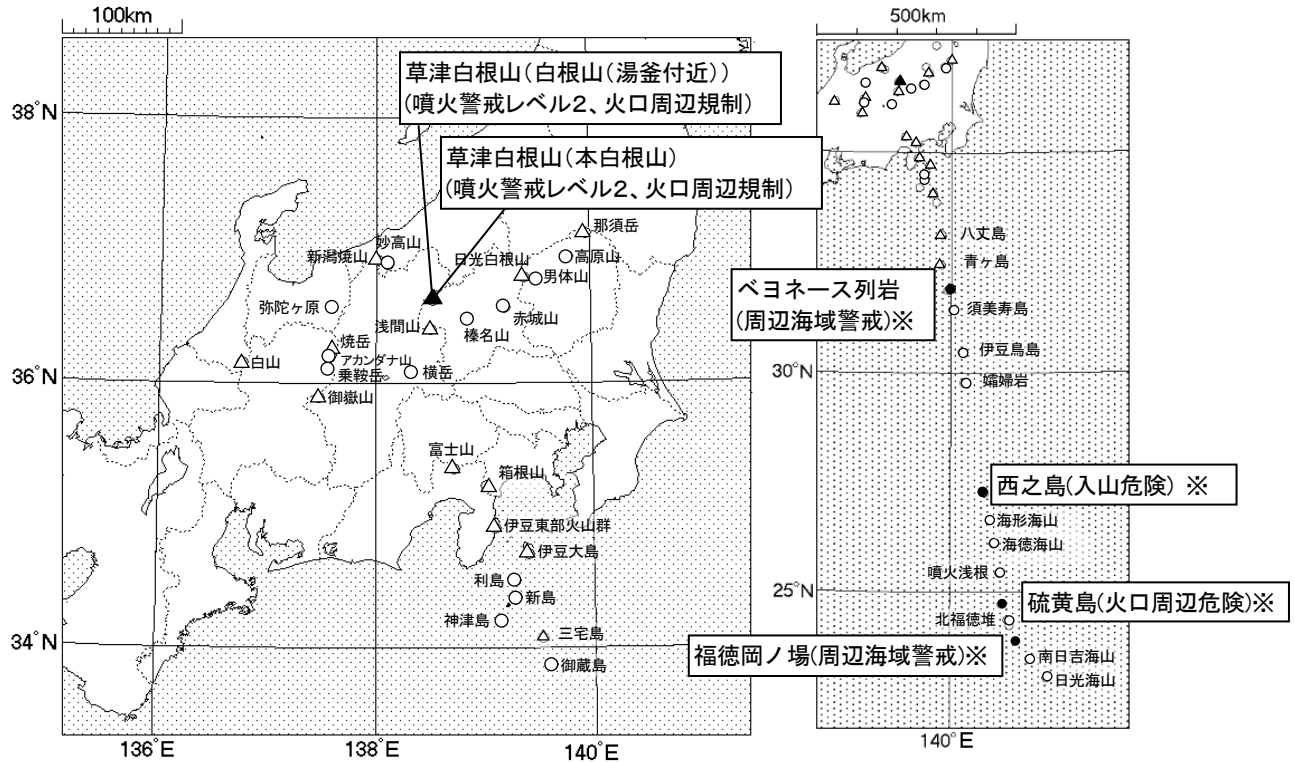 100km
500km
草津白根山(白根山(湯釜付近))
(噴火警戒レベル2、火口周辺規制)
38°N
草津白根山(本白根山)
(噴火警戒レベル2、火口周辺規制)
那須岳
妙高山
新潟焼山
日光白根山
高原山
男体山
弥陀ヶ原
赤城山
浅間山
榛名山
焼岳
アカンダナ山
白山
乗鞍岳
横岳
36°N
御嶽山
富士山
箱根山
伊豆東部火山群
伊豆大島
利島
新島
神津島
三宅島
34°N
御蔵島
136°E
138°E
140°E
八丈島
青ヶ島
ベヨネース列岩
(周辺海域警戒)※
須美寿島
伊豆鳥島
30°N
孀婦岩
西之島(入山危険) ※
海形海山
海徳海山
噴火浅根
25°N
硫黄島(火口周辺危険)※
北福徳堆
福徳岡ノ場(周辺海域警戒)※
南日吉海山
日光海山
140°E